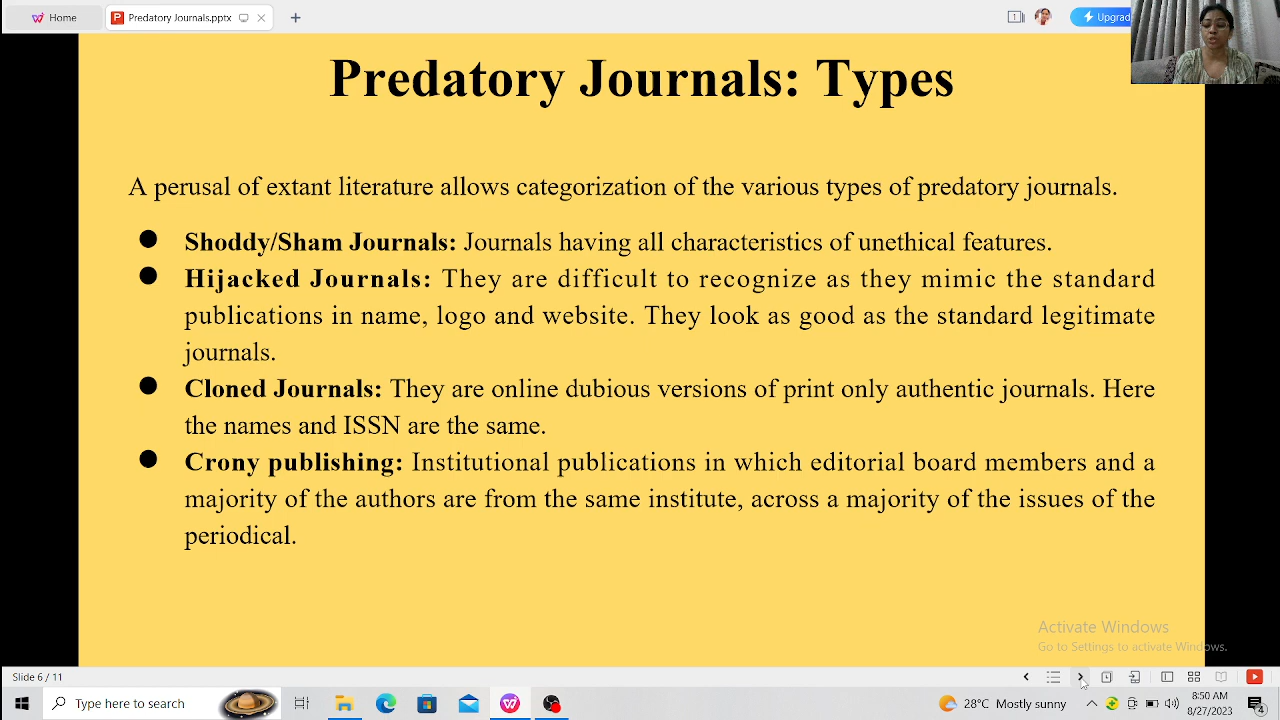 Home
Predatory Journals.pptx
Upgrad
Predatory Journals: Types
A perusal of extant literature allows categorization of the various types of predatory journals.
Shoddy/Sham Journals: Journals having all characteristics of unethical features.
Hijacked Journals: They are difficult to recognize as they mimic the standard
publications in name, logo and website. They look as good as the standard legitimate
journals.
Cloned Journals: They are online dubious versions of print only authentic journals. Here
the names and ISSN are the same.
Crony publishing: Institutional publications in which editorial board members and a
majority of the authors are from the same institute, across a majority of the issues of the
periodical.
Activate Windows
Go to Settings to activate Windows.
Slide 6 / 11
Type here to search
28°C Mostly sunny
8:50 AM
8/27/2023
4